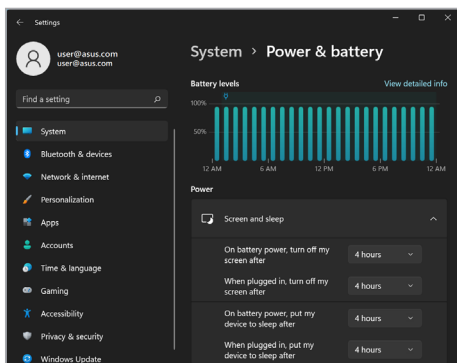 Settings
user@asus.com
user@asus.com
Find a setting
System
Bluetooth & devices
Network & internet
Personalization
Apps
Accounts
Time & language
Gaming
Accessibility
Privacy & security
Windows Update
System > Power & battery
Battery levels
View detailed info
100%
50%
12 AM 6 AM 12 PM 6 PM 12 AM
Power
Screen and sleep
On battery power, turn off my
screen after
4 hours
When plugged in, turn off my
screen after
4 hours
On battery power, put my
device to sleep after
4 hours
When plugged in, put my
device to sleep after
4 hours